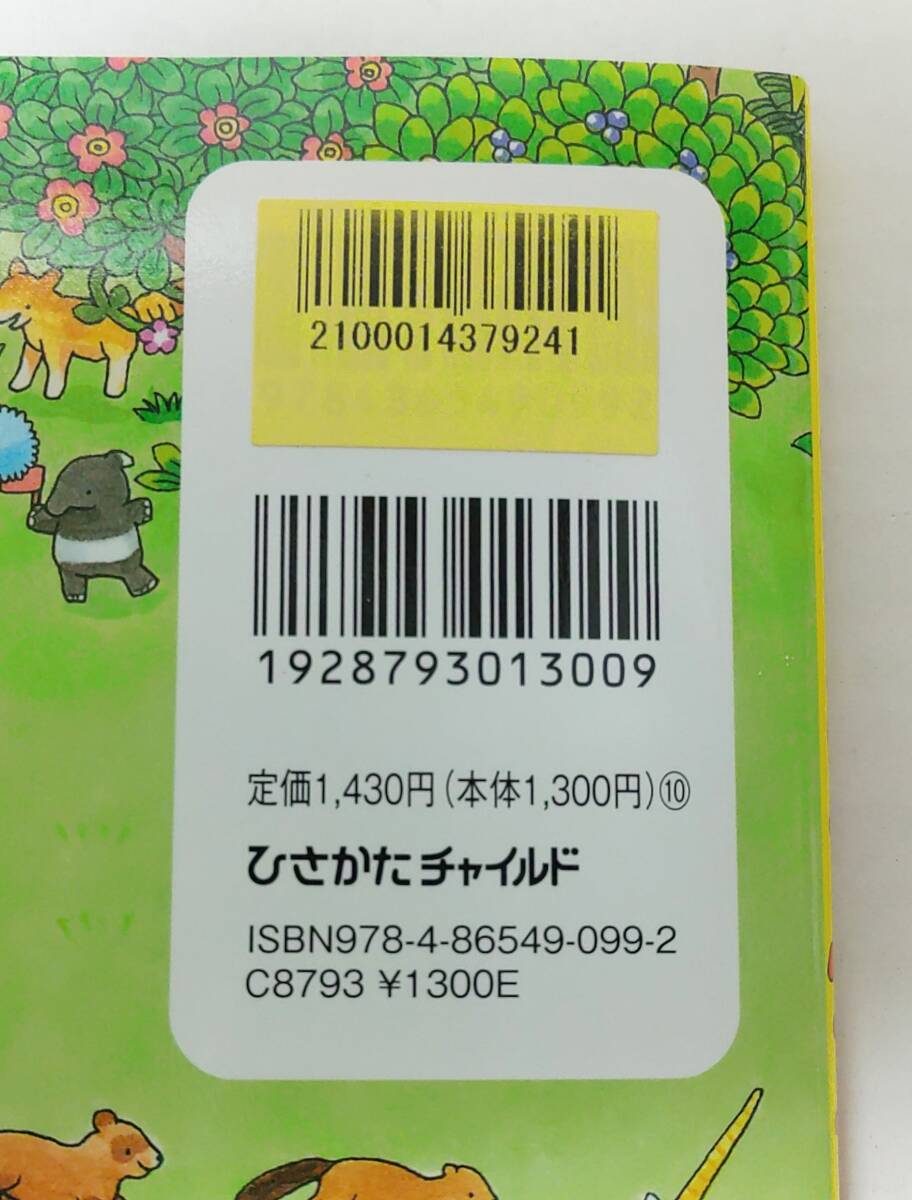 2100014379241
1928793013009
定価1,430円(本体1,300円)⑩
ひさかたチャイルド
ISBN978-4-86549-099-2
C8793 ¥1300E